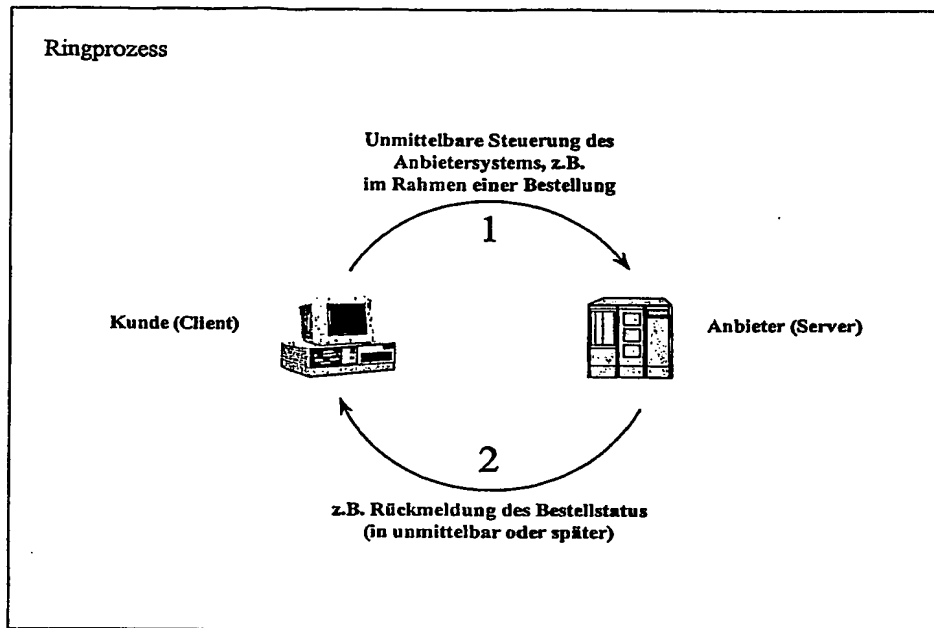 Ringprozess
Unmittelbare Steuerung des
Anbietersystems, z.B.
im Rahmen einer Bestellung
1
Kunde (Client)
Anbieter (Server)
2
z.B. Rückmeldung des Bestellstatus
(in unmittelbar oder später)